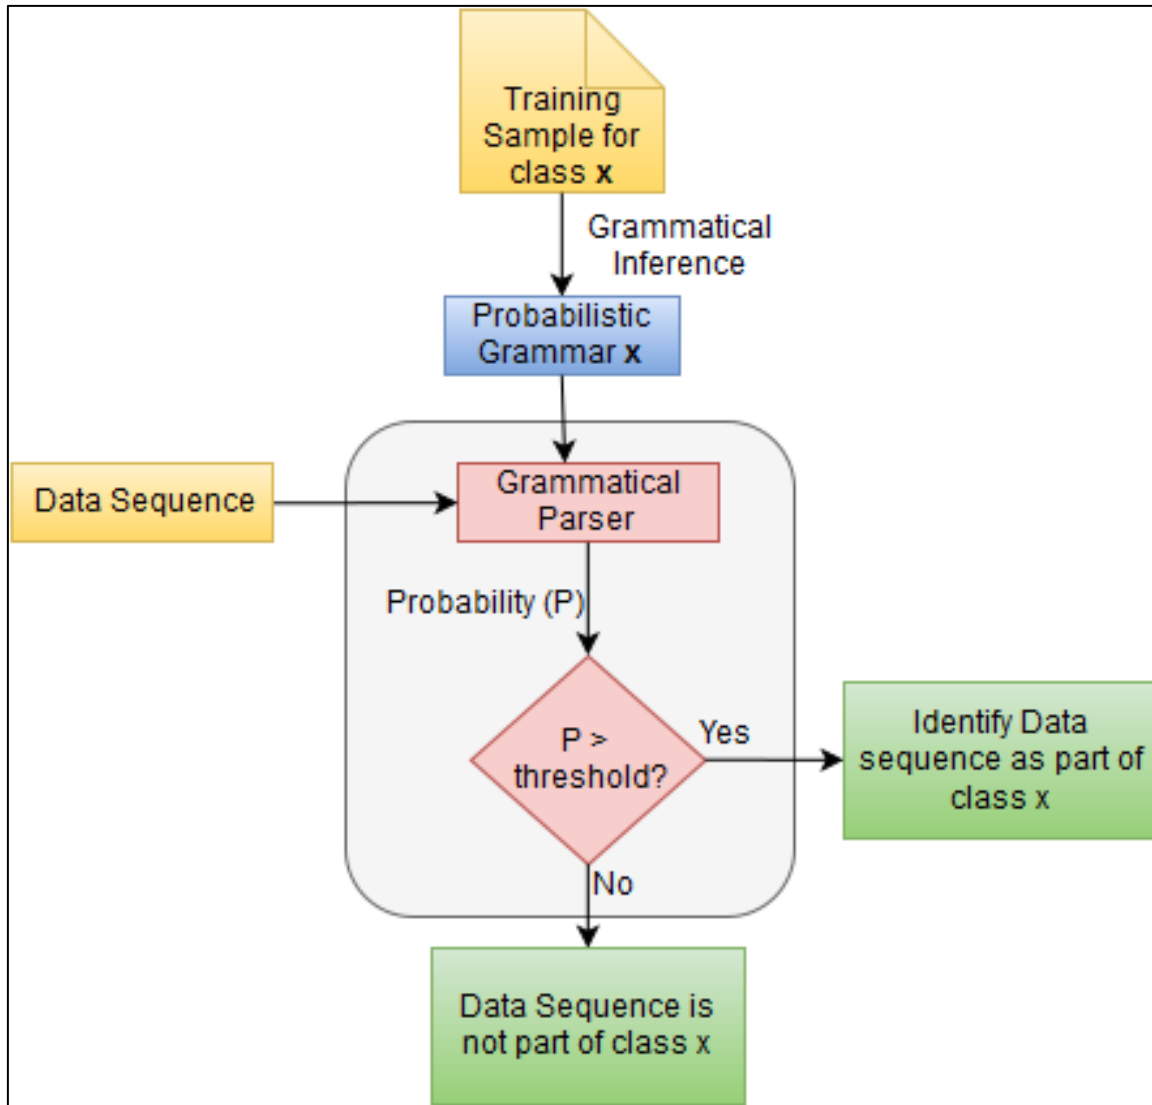 Training
Sample for
class x
Grammatical
Inference
Probabilistic
Grammar x
Data Sequence
Grammatical
Parser
Probability (P)
P >
threshold?
Yes
Identify Data
sequence as part of
class x
No
Data Sequence is
not part of class x